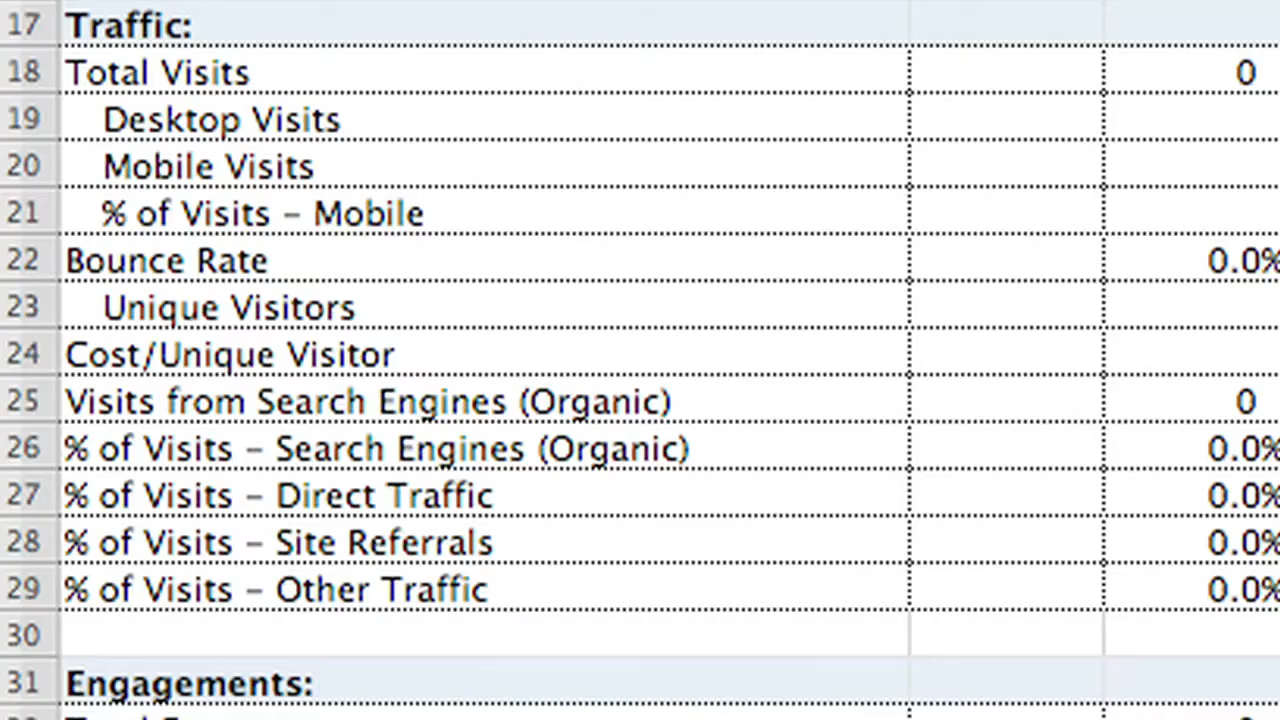 17 Traffic:
18 Total Visits 0
19 Desktop Visits
20 Mobile Visits
21 % of Visits – Mobile
22 Bounce Rate 0.0%
23 Unique Visitors
24 Cost/Unique Visitor
25 Visits from Search Engines (Organic) 0
26 % of Visits – Search Engines (Organic) 0.0%
27 % of Visits – Direct Traffic 0.0%
28 % of Visits – Site Referrals 0.0%
29 % of Visits – Other Traffic 0.0%
30
31 Engagements: